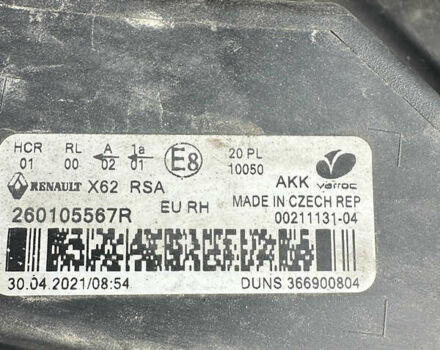 HCR RL A 1a E8 20 PL
01 00 02 01 10050
RENAULT X62 RSA AKK varroc
260105567R EU RH MADE IN CZECH REP
00211131-04
30.04.2021/08:54 DUNS 366900804